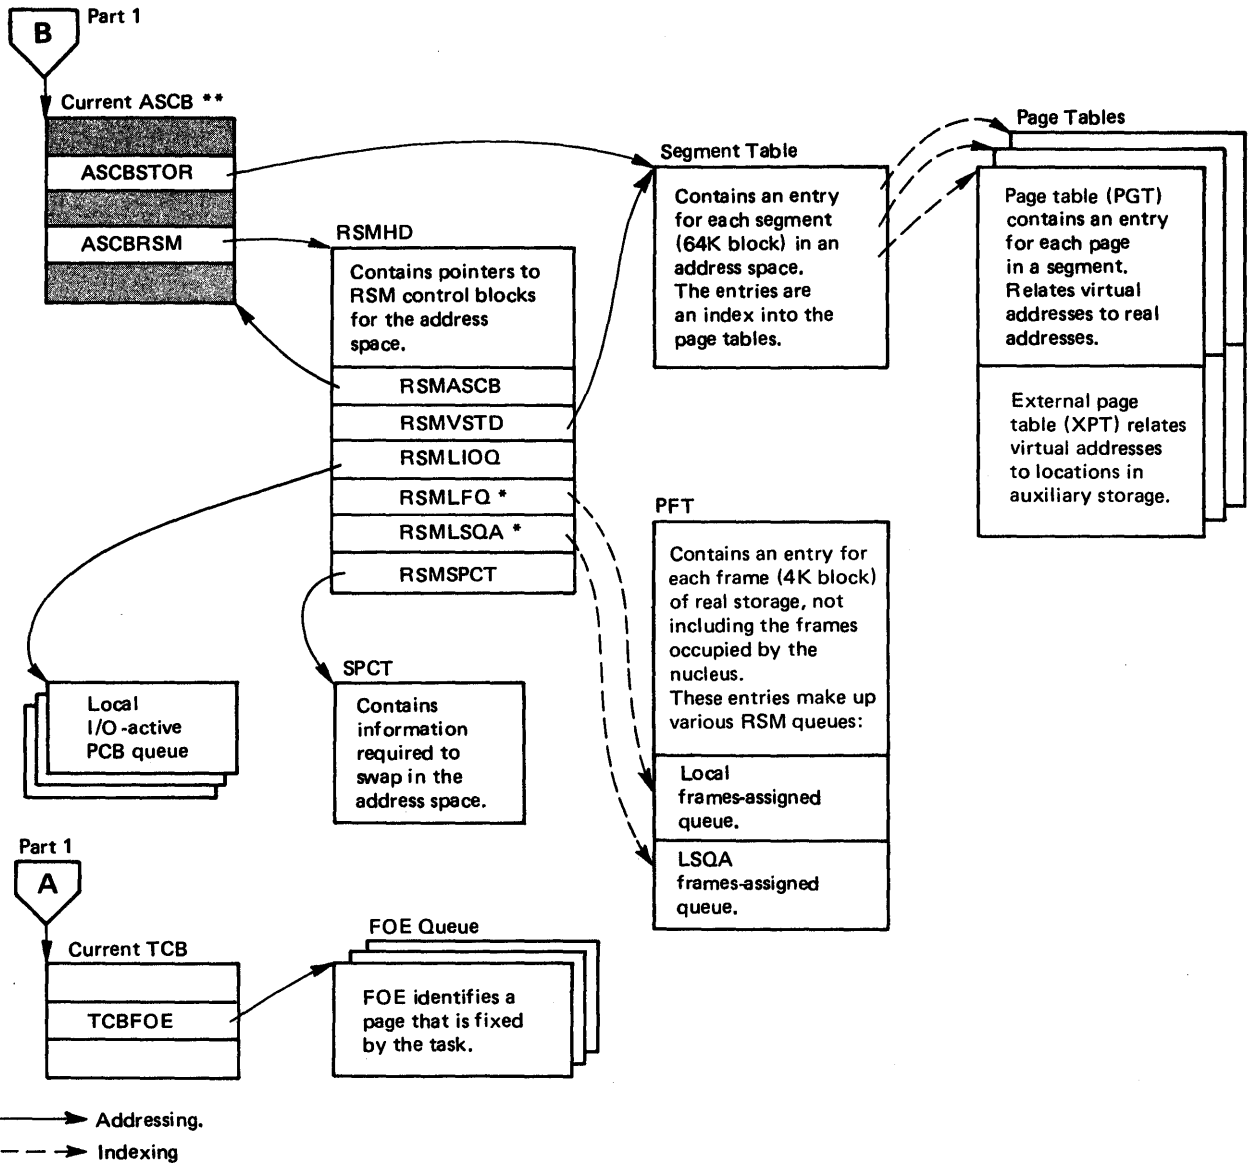 Part 1
B
Current ASCB **
ASCBSTOR
ASCBRSM
RSMHD
Contains pointers to
RSM control blocks
for the address
space.
RSMASCB
RSMVSTD
RSMLIOQ
RSMLFQ *
RSMLSQA *
RSMSPCT
Segment Table
Contains an entry
for each segment
(64K block) in an
address space.
The entries are
an index into the
page tables.
Page Tables
Page table (PGT)
contains an entry
for each page
in a segment.
Relates virtual
addresses to real
addresses.
External page
table (XPT) relates
virtual addresses
to locations in
auxiliary storage.
PFT
Contains an entry for
each frame (4K block)
of real storage, not
including the frames
occupied by the
nucleus.
These entries make up
various RSM queues:
Local
frames-assigned
queue.
LSQA
frames-assigned
queue.
Local
I/O-active
PCB queue
SPCT
Contains
information
required to
swap in the
address space.
Part 1
A
Current TCB
TCBFOE
FOE Queue
FOE identifies a
page that is fixed
by the task.
Addressing.
Indexing